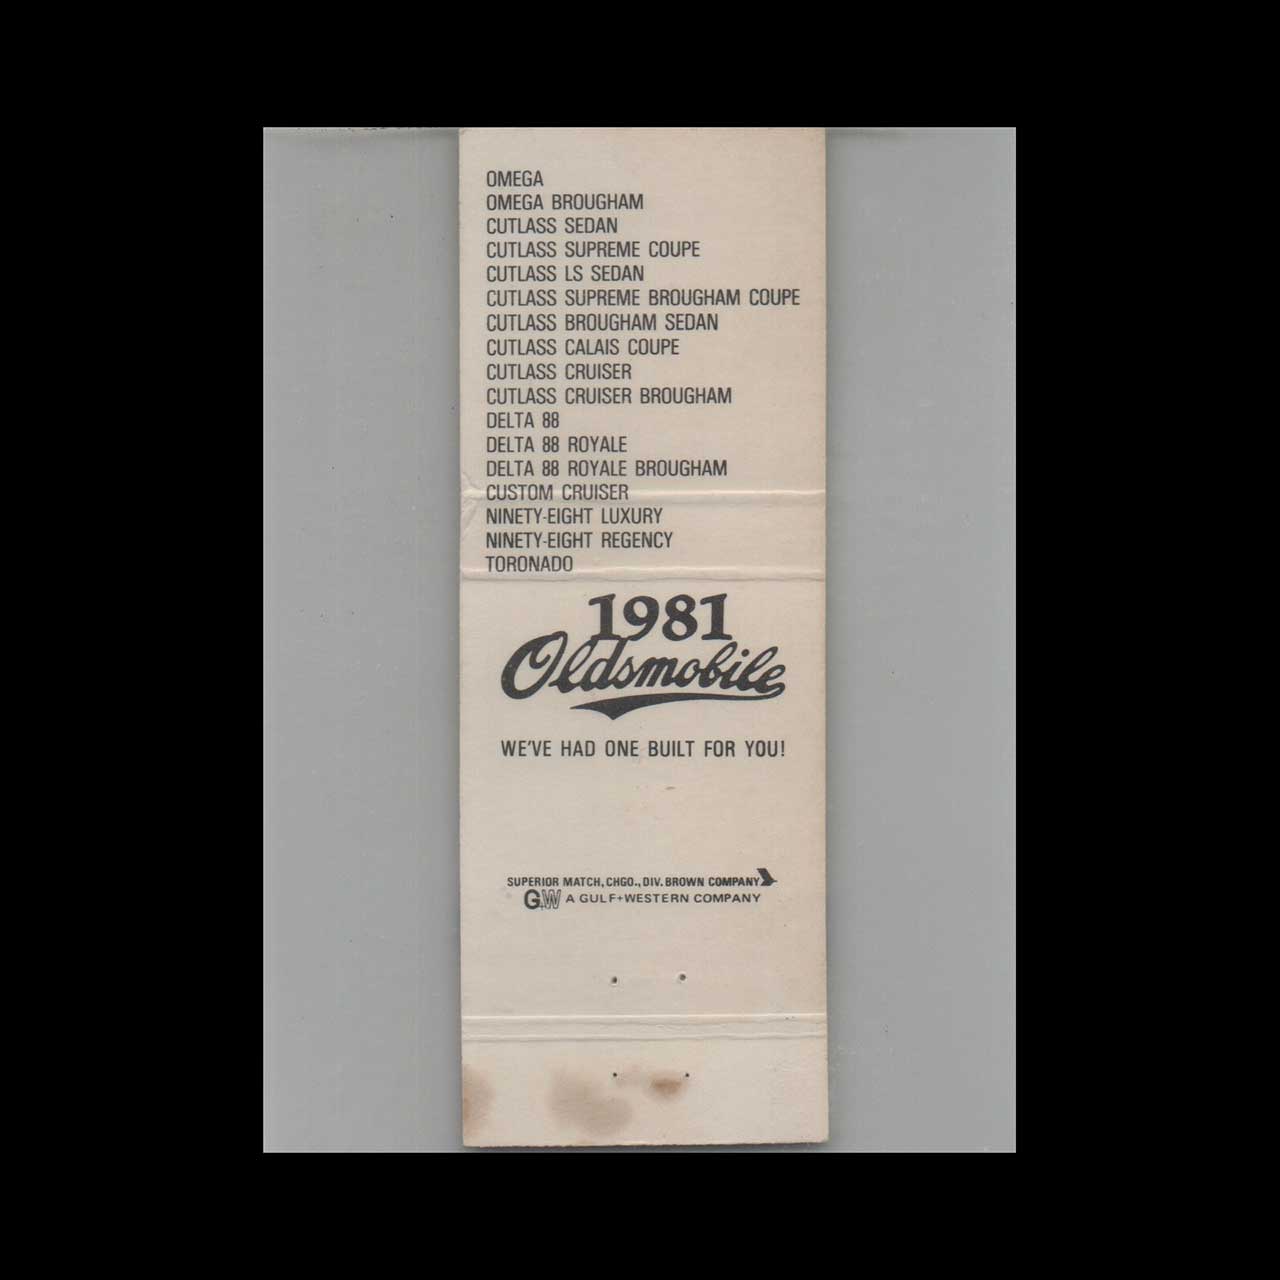 OMEGA
OMEGA BROUGHAM
CUTLASS SEDAN
CUTLASS SUPREME COUPE
CUTLASS LS SEDAN
CUTLASS SUPREME BROUGHAM COUPE
CUTLASS BROUGHAM SEDAN
CUTLASS CALAIS COUPE
CUTLASS CRUISER
CUTLASS CRUISER BROUGHAM
DELTA 88
DELTA 88 ROYALE
DELTA 88 ROYALE BROUGHAM
CUSTOM CRUISER
NINETY-EIGHT LUXURY
NINETY-EIGHT REGENCY
TORONADO
1981
Oldsmobile
WE'VE HAD ONE BUILT FOR YOU!
SUPERIOR MATCH, CHGO., DIV. BROWN COMPANY
G+W A GULF+WESTERN COMPANY